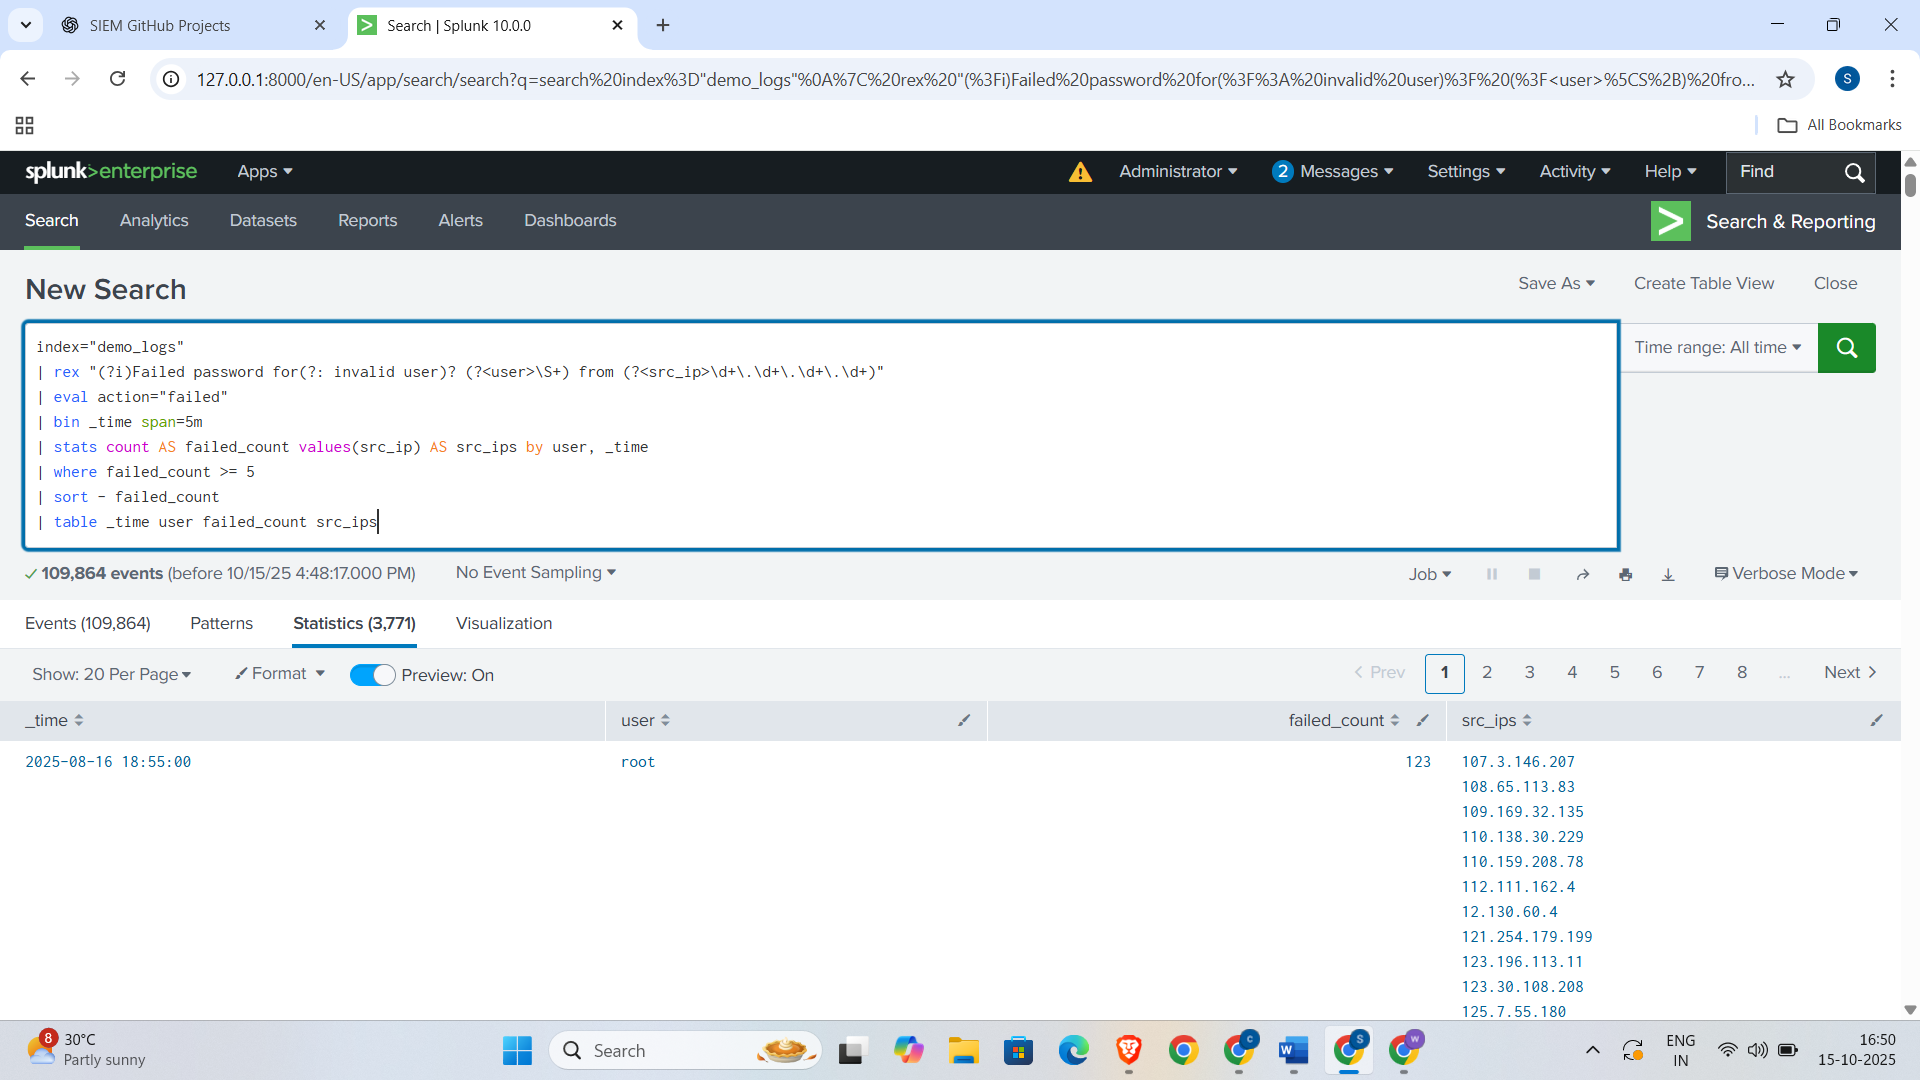 SIEM GitHub Projects
Search | Splunk 10.0.0
127.0.0.1:8000/en-US/app/search/search?q=search%20index%3D"demo_logs"%0A%7C%20rex%20"(%3Fi)Failed%20password%20for(%3F%3A%20invalid%20user)%3F%20(%3F<user>%5CS%2B)%20fro...
S
All Bookmarks
splunk>enterprise
Apps
Administrator
2 Messages
Settings
Activity
Help
Find
Search
Analytics
Datasets
Reports
Alerts
Dashboards
Search & Reporting
New Search
Save As
Create Table View
Close
index="demo_logs"
| rex "(?i)Failed password for(?: invalid user)? (?<user>\S+) from (?<src_ip>\d+\.\d+\.\d+\.\d+)"
| eval action="failed"
| bin _time span=5m
| stats count AS failed_count values(src_ip) AS src_ips by user, _time
| where failed_count >= 5
| sort - failed_count
| table _time user failed_count src_ips
Time range: All time
109,864 events (before 10/15/25 4:48:17.000 PM)
No Event Sampling
Job
Verbose Mode
Events (109,864)
Patterns
Statistics (3,771)
Visualization
Show: 20 Per Page
Format
Preview: On
< Prev
1
2
3
4
5
6
7
8
...
Next >
_time
user
failed_count
src_ips
2025-08-16 18:55:00
root
123
107.3.146.207
108.65.113.83
109.169.32.135
110.138.30.229
110.159.208.78
112.111.162.4
12.130.60.4
121.254.179.199
123.196.113.11
123.30.108.208
125.7.55.180
8
30°C
Partly sunny
Search
C
W
S
W
ENG
IN
16:50
15-10-2025